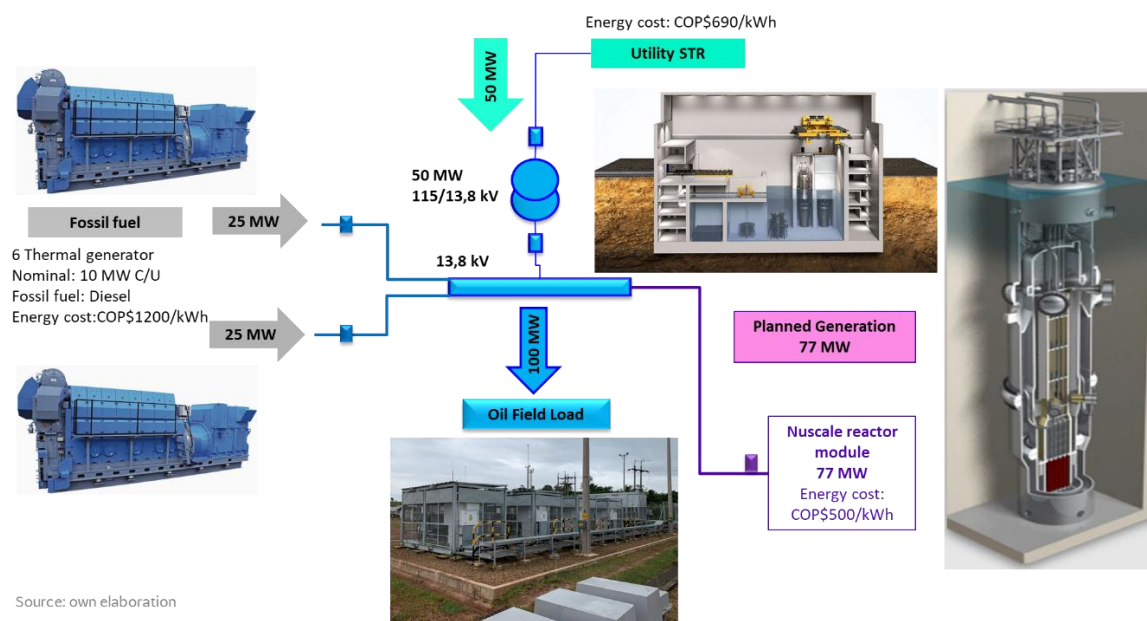 Energy cost: COP$690/kWh
Utility STR
50 MW
50 MW
115/13,8 kV
Fossil fuel
25 MW
6 Thermal generator
Nominal: 10 MW C/U
Fossil fuel: Diesel
Energy cost:COP$1200/kWh
13,8 kV
25 MW
100 MW
Planned Generation
77 MW
Oil Field Load
Nuscale reactor
module
77 MW
Energy cost:
COP$500/kWh
Source: own elaboration